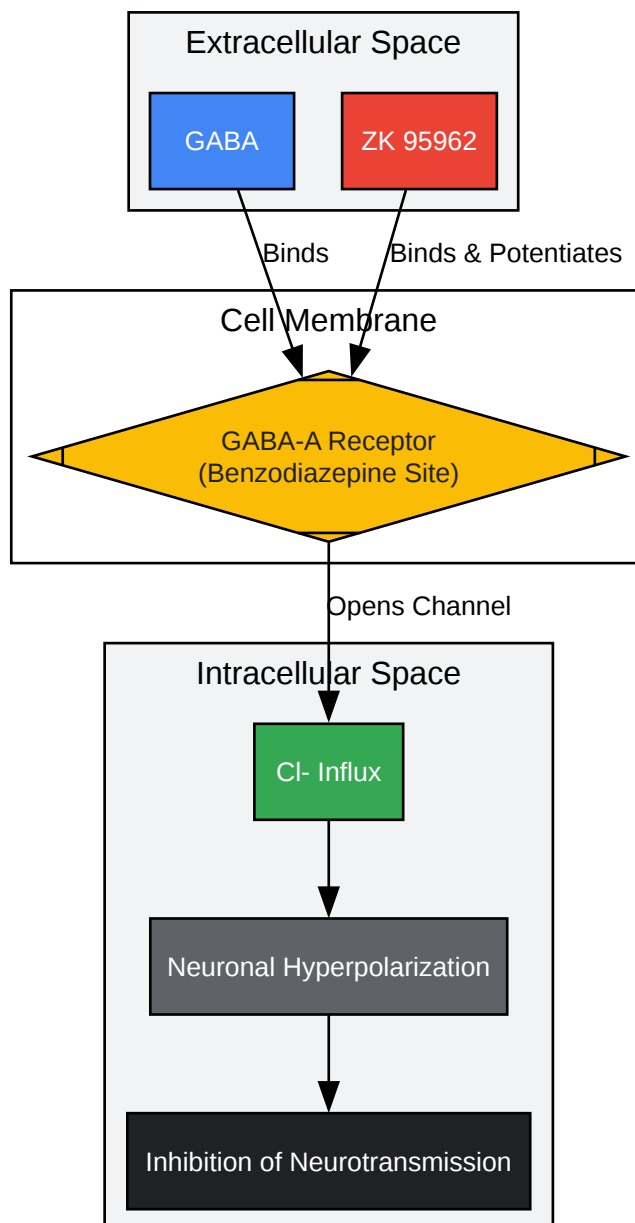 Extracellular Space
GABA
ZK 95962
Binds
Binds & Potentiates
Cell Membrane
GABA-A Receptor
(Benzodiazepine Site)
Opens Channel
Intracellular Space
Cl- Influx
Neuronal Hyperpolarization
Inhibition of Neurotransmission